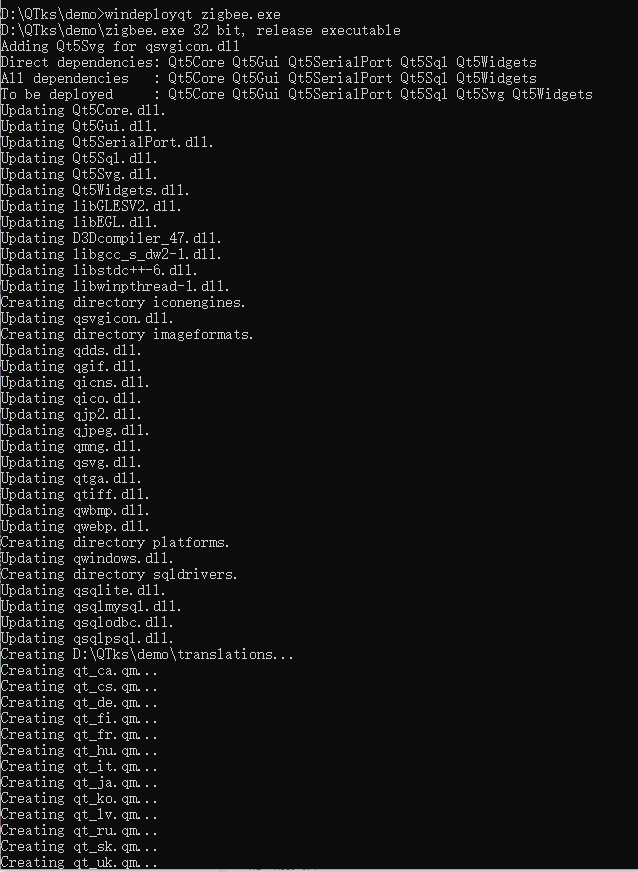 D:\QTks\demo>windeployqt zigbee.exe
D:\QTks\demo\zigbee.exe 32 bit, release executable
Adding Qt5Svg for qsvgicon.dll
Direct dependencies: Qt5Core Qt5Gui Qt5SerialPort Qt5Sql Qt5Widgets
All dependencies   : Qt5Core Qt5Gui Qt5SerialPort Qt5Sql Qt5Widgets
To be deployed     : Qt5Core Qt5Gui Qt5SerialPort Qt5Sql Qt5Svg Qt5Widgets
Updating Qt5Core.dll.
Updating Qt5Gui.dll.
Updating Qt5SerialPort.dll.
Updating Qt5Sql.dll.
Updating Qt5Svg.dll.
Updating Qt5Widgets.dll.
Updating libGLESV2.dll.
Updating libEGL.dll.
Updating D3Dcompiler_47.dll.
Updating libgcc_s_dw2-1.dll.
Updating libstdc++-6.dll.
Updating libwinpthread-1.dll.
Creating directory iconengines.
Updating qsvgicon.dll.
Creating directory imageformats.
Updating qdds.dll.
Updating qgif.dll.
Updating qicns.dll.
Updating qico.dll.
Updating qjp2.dll.
Updating qjpeg.dll.
Updating qmng.dll.
Updating qsvg.dll.
Updating qtga.dll.
Updating qtiff.dll.
Updating qwbmp.dll.
Updating qwebp.dll.
Creating directory platforms.
Updating qwindows.dll.
Creating directory sqldrivers.
Updating qsqlite.dll.
Updating qsqlmysql.dll.
Updating qsqlodbc.dll.
Updating qsqlpsql.dll.
Creating D:\QTks\demo\translations...
Creating qt_ca.qm...
Creating qt_cs.qm...
Creating qt_de.qm...
Creating qt_fi.qm...
Creating qt_fr.qm...
Creating qt_hu.qm...
Creating qt_it.qm...
Creating qt_ja.qm...
Creating qt_ko.qm...
Creating qt_lv.qm...
Creating qt_ru.qm...
Creating qt_sk.qm...
Creating qt_uk.qm...